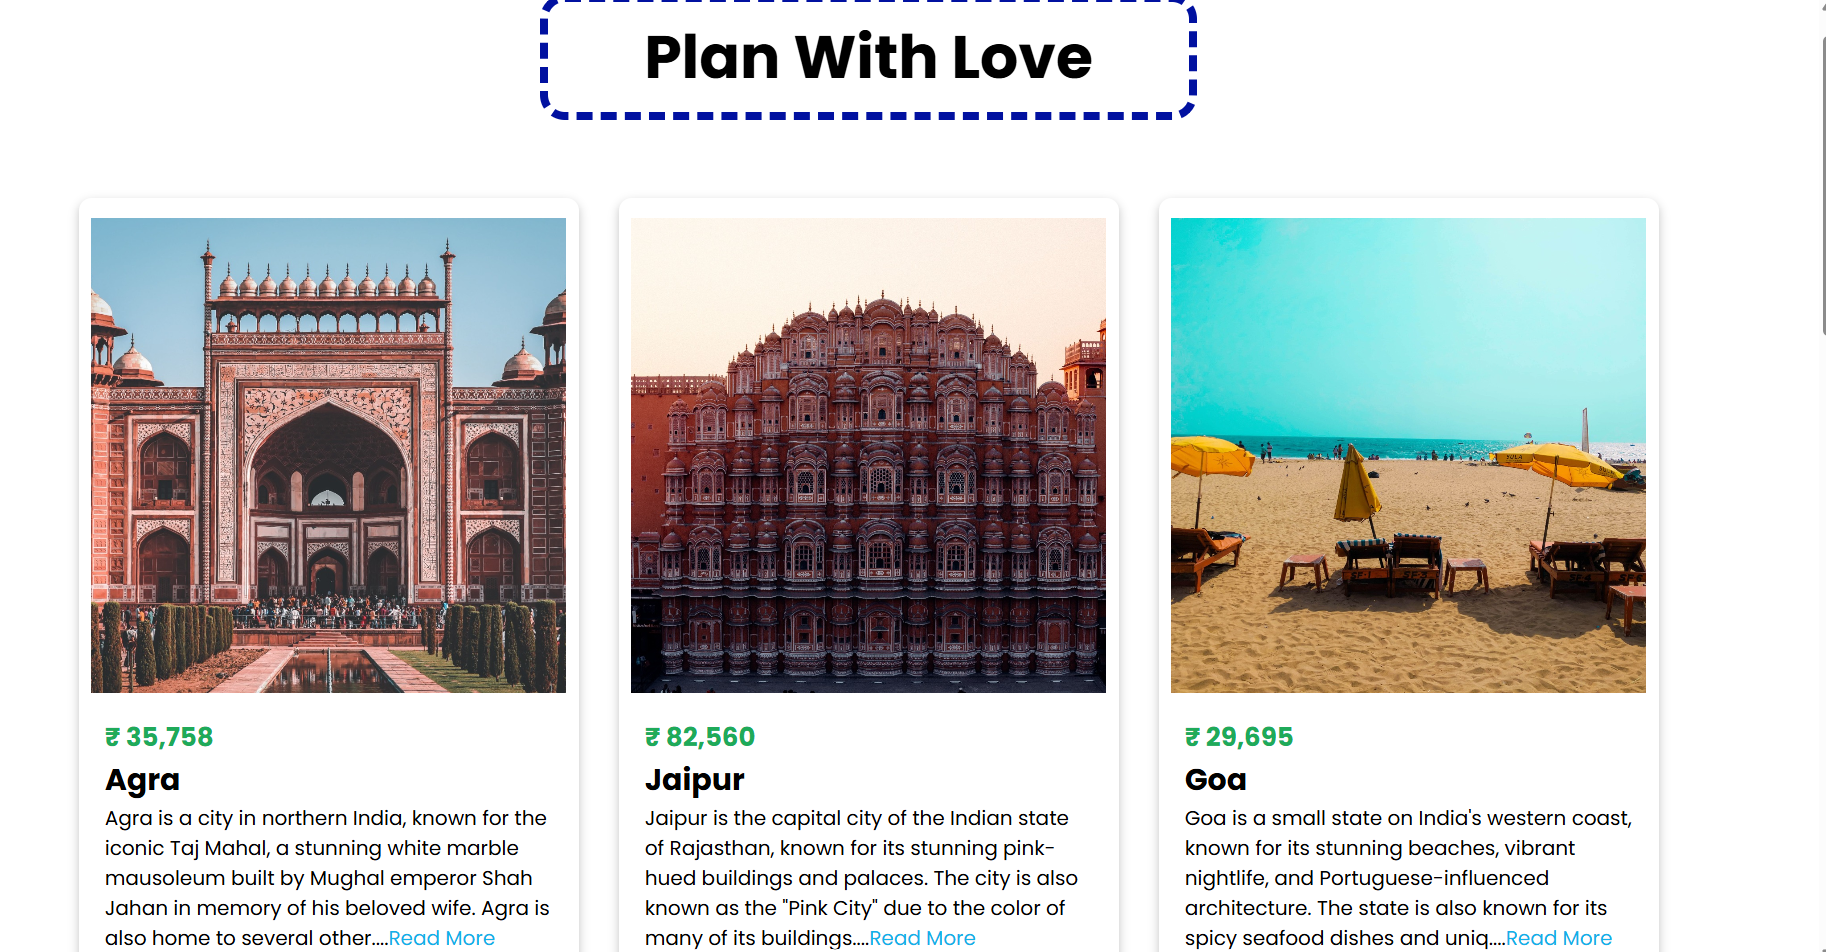 Plan With Love
₹ 35,758
Agra
Agra is a city in northern India, known for the
iconic Taj Mahal, a stunning white marble
mausoleum built by Mughal emperor Shah
Jahan in memory of his beloved wife. Agra is
also home to several other....Read More
₹ 82,560
Jaipur
Jaipur is the capital city of the Indian state
of Rajasthan, known for its stunning pink-
hued buildings and palaces. The city is also
known as the "Pink City" due to the color of
many of its buildings....Read More
SULA
₹ 29,695
Goa
Goa is a small state on India's western coast,
known for its stunning beaches, vibrant
nightlife, and Portuguese-influenced
architecture. The state is also known for its
spicy seafood dishes and uniq....Read More